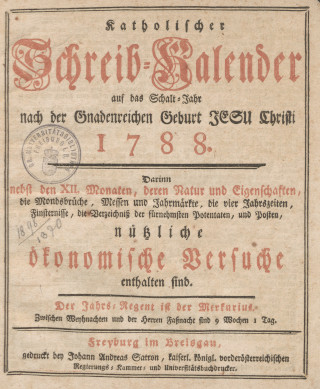 Katholischer
Schreib-Kalender
auf das Schalt-Jahr
nach der Gnadenreichen Geburt JESU Christi
1788.
Darinn
nebst den XII. Monaten, deren Natur und Eigenschaften,
die Mondsbrüche, Messen und Jahrmärkte, die vier Jahrszeiten,
Finsternisse, die Verzeichniß der fürnehmsten Potentaten, und Posten,
nützliche
ökonomische Versuche
enthalten sind.
Der Jahrs-Regent ist der Merkurius.
Zwischen Weyhnachten und der Herren Faßnacht sind 9 Wochen 1 Tag.
Freyburg im Breisgau,
gedruckt bey Johann Andreas Satron, kaiserl. königl. vorderösterreichischen
Regierungs-, Kammer- und Universitätsbuchdrucker.